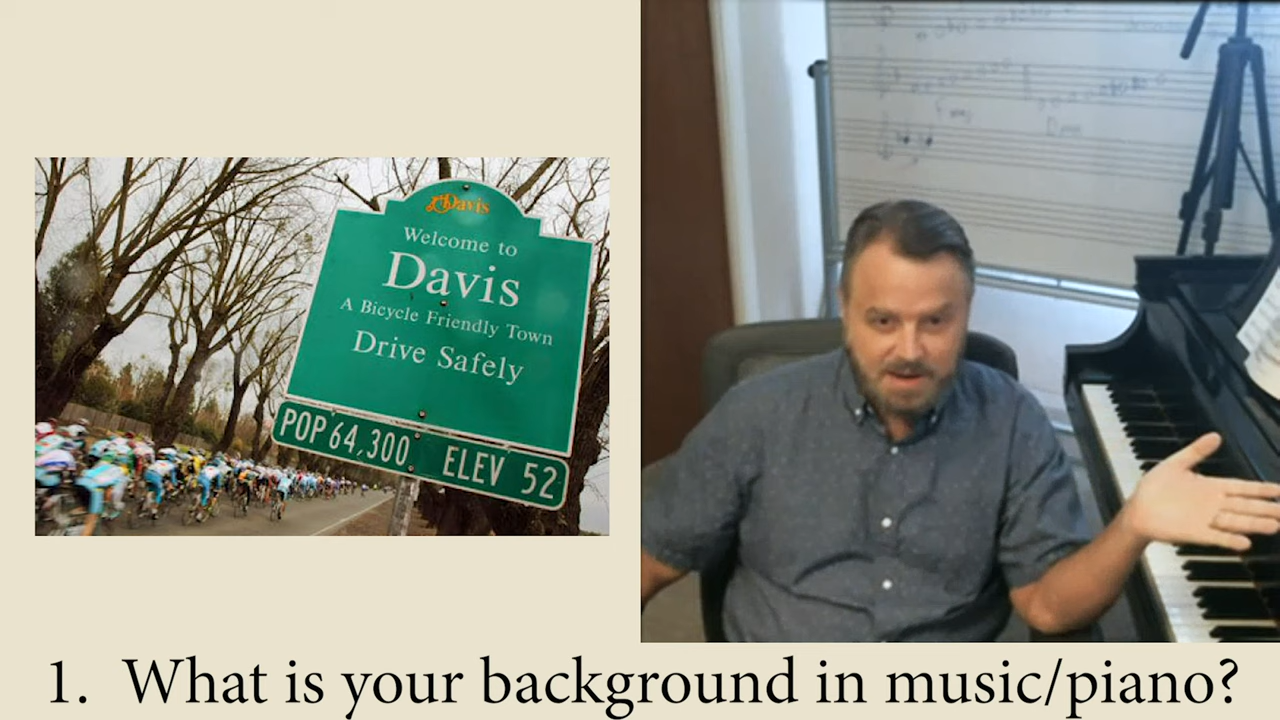 Davis
Welcome to
Davis
A Bicycle Friendly Town
Drive Safely
POP 64,300 ELEV 52
1. What is your background in music/piano?